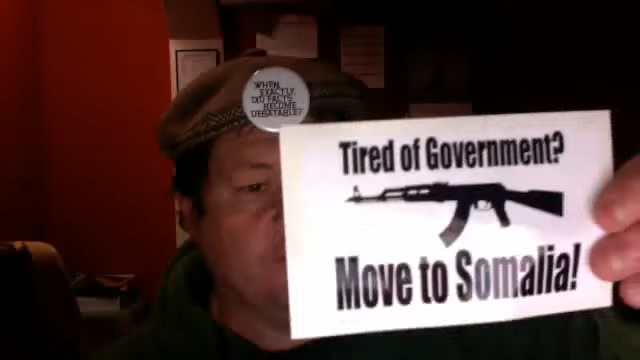 WHEN
EXACTLY
DID FACTS
BECOME
DEBATABLE?
Tired of Government?
Move to Somalia!